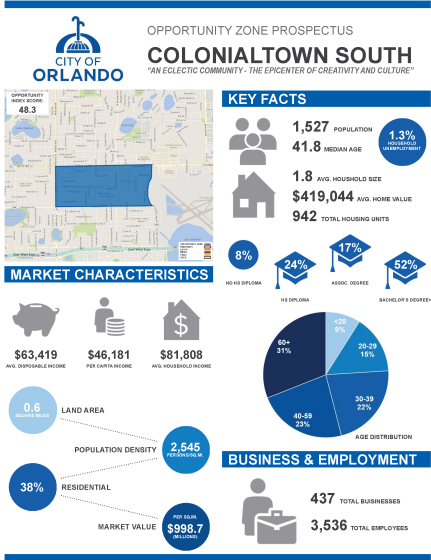 CITY OF
ORLANDO
OPPORTUNITY ZONE PROSPECTUS
COLONIALTOWN SOUTH
"AN ECLECTIC COMMUNITY - THE EPICENTER OF CREATIVITY AND CULTURE"
OPPORTUNITY
INDEX SCORE:
48.3
KEY FACTS
1,527 POPULATION
41.8 MEDIAN AGE
1.3%
HOUSEHOLD
UNEMPLOYMENT
1.8 AVG. HOUSHOLD SIZE
$419,044 AVG. HOME VALUE
942 TOTAL HOUSING UNITS
8%
NO HS DIPLOMA
24%
HS DIPLOMA
17%
ASSOC. DEGREE
52%
BACHELOR'S DEGREE+
MARKET CHARACTERISTICS
$63,419
AVG. DISPOSABLE INCOME
$46,181
PER CAPITA INCOME
$81,808
AVG. HOUSEHOLD INCOME
0.6
SQUARE MILES
LAND AREA
POPULATION DENSITY
2,545
PERSONS/SQ.MI.
38%
RESIDENTIAL
MARKET VALUE
PER SQ.MI.
$998.7
(MILLIONS)
<20
9%
20-29
15%
30-39
22%
40-59
23%
60+
31%
AGE DISTRIBUTION
BUSINESS & EMPLOYMENT
437 TOTAL BUISINESSES
3,536 TOTAL EMPLOYEES